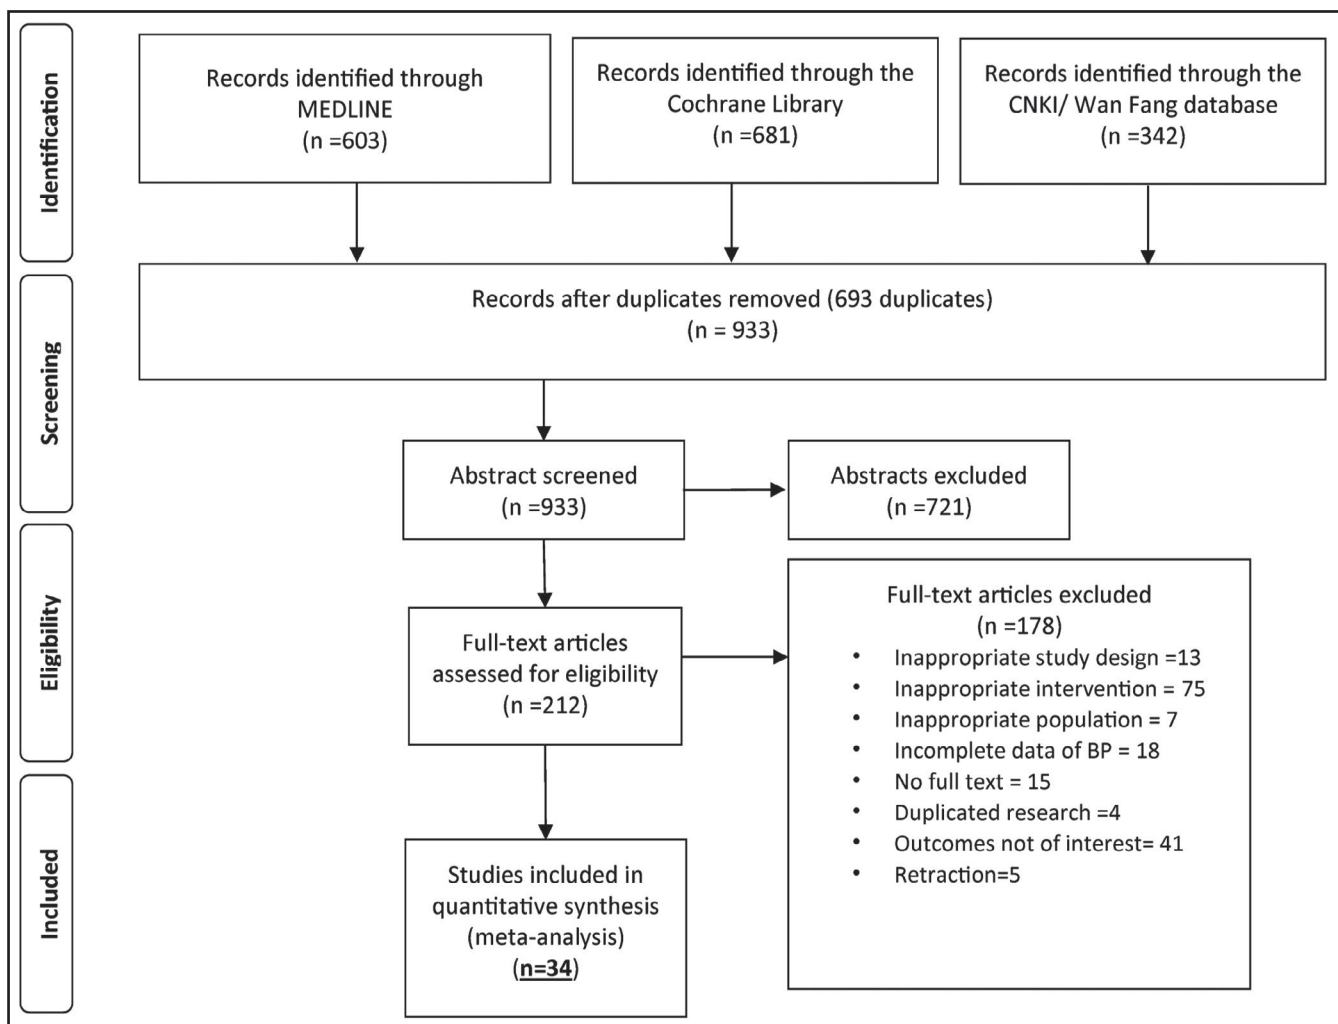 Identification
Records identified through
MEDLINE
(n =603)
Records identified through the
Cochrane Library
(n =681)
Records identified through the
CNKI/ Wan Fang database
(n =342)
Screening
Records after duplicates removed (693 duplicates)
(n = 933)
Abstract screened
(n =933)
Abstracts excluded
(n =721)
Eligibility
Full-text articles
assessed for eligibility
(n =212)
Full-text articles excluded
(n =178)
• Inappropriate study design =13
• Inappropriate intervention = 75
• Inappropriate population = 7
• Incomplete data of BP = 18
• No full text = 15
• Duplicated research =4
• Outcomes not of interest= 41
• Retraction=5
Included
Studies included in
quantitative synthesis
(meta-analysis)
(n=34)